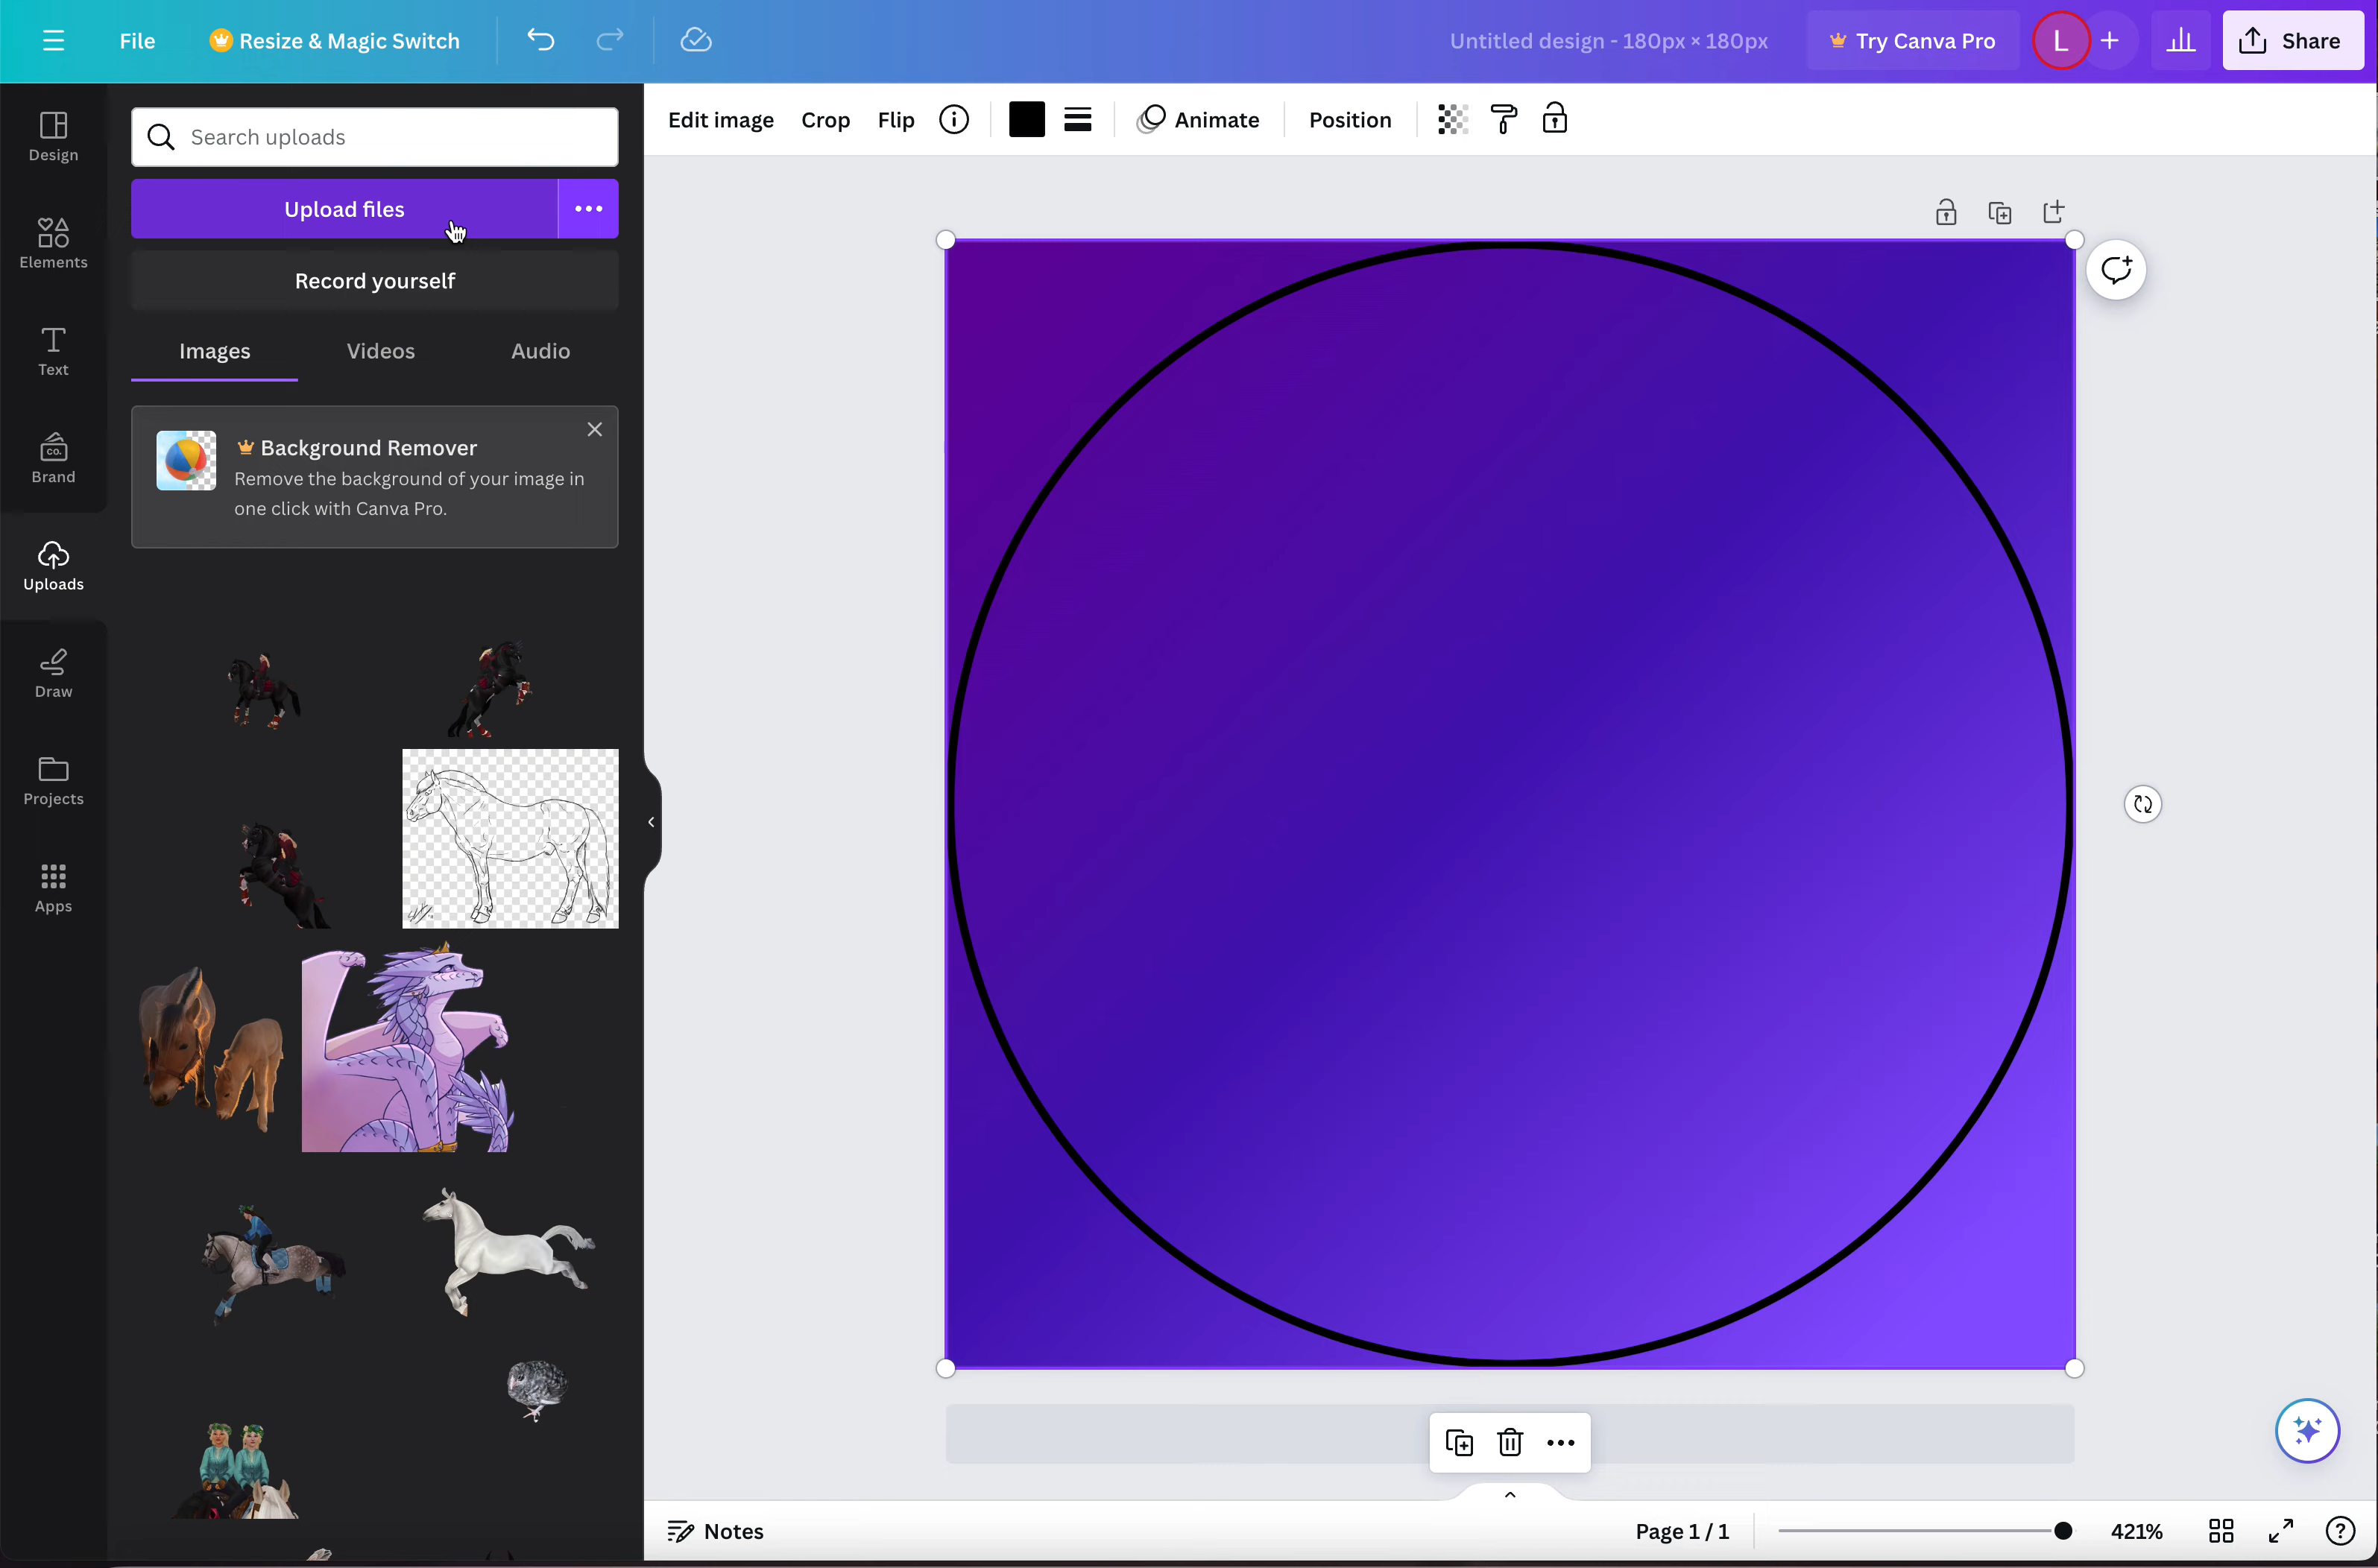 File
Resize & Magic Switch
Untitled design - 180px × 180px
Try Canva Pro
L
+
Share
Design
Elements
Text
Brand
CO.
Uploads
Draw
Projects
Apps
Search uploads
Upload files
Record yourself
Images
Videos
Audio
Background Remover
Remove the background of your image in
one click with Canva Pro.
Edit image
Crop
Flip
Animate
Position
Notes
Page 1 / 1
421%